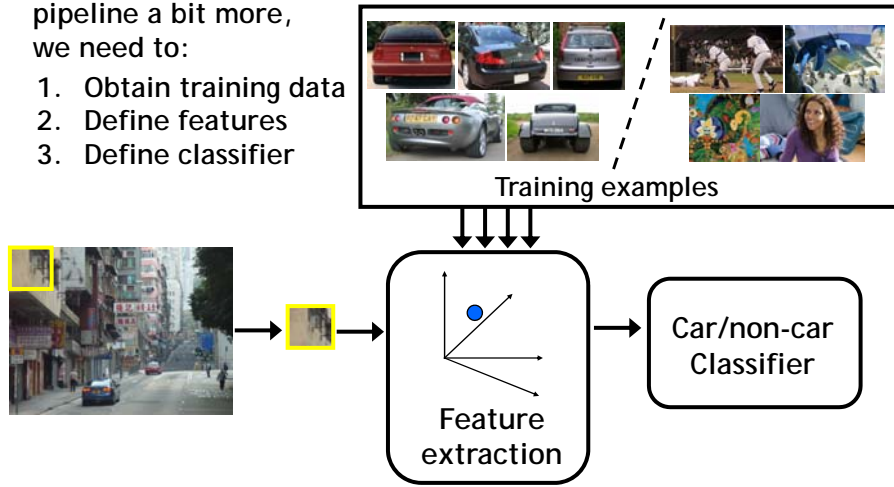 pipeline a bit more,
we need to:
1. Obtain training data
2. Define features
3. Define classifier
Training examples
Feature
extraction
Car/non-car
Classifier